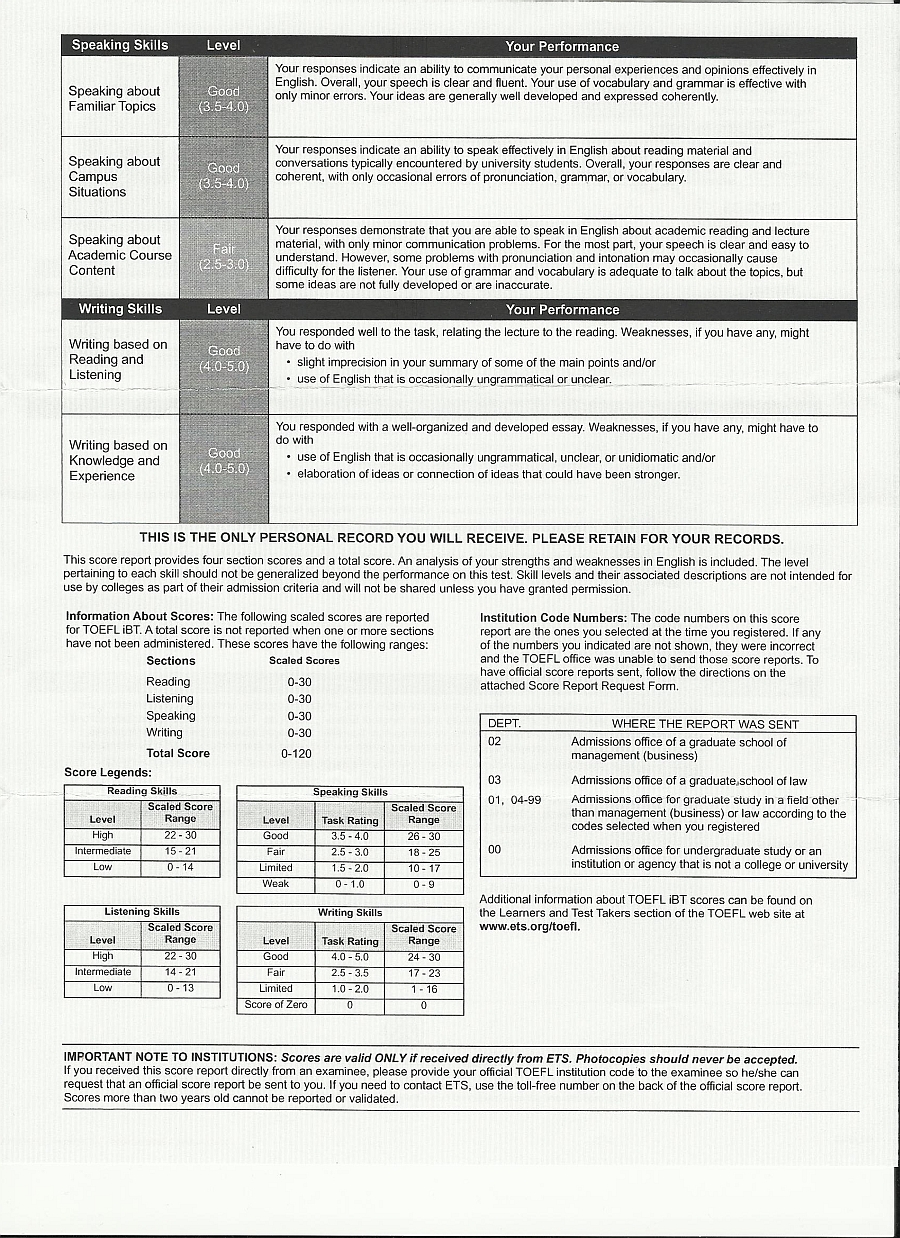 Speaking Skills Level Your Performance
Speaking about
Familiar Topics
Good
(3.5-4.0)
Your responses indicate an ability to communicate your personal experiences and opinions effectively in
English. Overall, your speech is clear and fluent. Your use of vocabulary and grammar is effective with
only minor errors. Your ideas are generally well developed and expressed coherently.
Speaking about
Campus
Situations
Good
(3.5-4.0)
Your responses indicate an ability to speak effectively in English about reading material and
conversations typically encountered by university students. Overall, your responses are clear and
coherent, with only occasional errors of pronunciation, grammar, or vocabulary.
Speaking about
Academic Course
Content
Fair
(2.5-3.0)
Your responses demonstrate that you are able to speak in English about academic reading and lecture
material, with only minor communication problems. For the most part, your speech is clear and easy to
understand. However, some problems with pronunciation and intonation may occasionally cause
difficulty for the listener. Your use of grammar and vocabulary is adequate to talk about the topics, but
some ideas are not fully developed or are inaccurate.
Writing Skills Level Your Performance
Writing based on
Reading and
Listening
Good
(4.0-5.0)
You responded well to the task, relating the lecture to the reading. Weaknesses, if you have any, might
have to do with
• slight imprecision in your summary of some of the main points and/or
• use of English that is occasionally ungrammatical or unclear.
Writing based on
Knowledge and
Experience
Good
(4.0-5.0)
You responded with a well-organized and developed essay. Weaknesses, if you have any, might have to
do with
• use of English that is occasionally ungrammatical, unclear, or unidiomatic and/or
• elaboration of ideas or connection of ideas that could have been stronger.
THIS IS THE ONLY PERSONAL RECORD YOU WILL RECEIVE. PLEASE RETAIN FOR YOUR RECORDS.
This score report provides four section scores and a total score. An analysis of your strengths and weaknesses in English is included. The level
pertaining to each skill should not be generalized beyond the performance on this test. Skill levels and their associated descriptions are not intended for
use by colleges as part of their admission criteria and will not be shared unless you have granted permission.
Information About Scores: The following scaled scores are reported
for TOEFL iBT. A total score is not reported when one or more sections
have not been administered. These scores have the following ranges:
Sections Scaled Scores
Reading 0-30
Listening 0-30
Speaking 0-30
Writing 0-30
Total Score 0-120
Score Legends:
Reading Skills
Level Scaled Score Range
High 22 - 30
Intermediate 15 - 21
Low 0 - 14
Speaking Skills
Level Task Rating Scaled Score Range
Good 3.5 - 4.0 26 - 30
Fair 2.5 - 3.0 18 - 25
Limited 1.5 - 2.0 10 - 17
Weak 0 - 1.0 0 - 9
Listening Skills
Level Scaled Score Range
High 22 - 30
Intermediate 14 - 21
Low 0 - 13
Writing Skills
Level Task Rating Scaled Score Range
Good 4.0 - 5.0 24 - 30
Fair 2.5 - 3.5 17 - 23
Limited 1.0 - 2.0 1 - 16
Score of Zero 0 0
Institution Code Numbers: The code numbers on this score
report are the ones you selected at the time you registered. If any
of the numbers you indicated are not shown, they were incorrect
and the TOEFL office was unable to send those score reports. To
have official score reports sent, follow the directions on the
attached Score Report Request Form.
DEPT. WHERE THE REPORT WAS SENT
02 Admissions office of a graduate school of
management (business)
03 Admissions office of a graduate school of law
01, 04-99 Admissions office for graduate study in a field other
than management (business) or law according to the
codes selected when you registered
00 Admissions office for undergraduate study or an
institution or agency that is not a college or university
Additional information about TOEFL iBT scores can be found on
the Learners and Test Takers section of the TOEFL web site at
www.ets.org/toefl.
IMPORTANT NOTE TO INSTITUTIONS: Scores are valid ONLY if received directly from ETS. Photocopies should never be accepted.
If you received this score report directly from an examinee, please provide your official TOEFL institution code to the examinee so he/she can
request that an official score report be sent to you. If you need to contact ETS, use the toll-free number on the back of the official score report.
Scores more than two years old cannot be reported or validated.